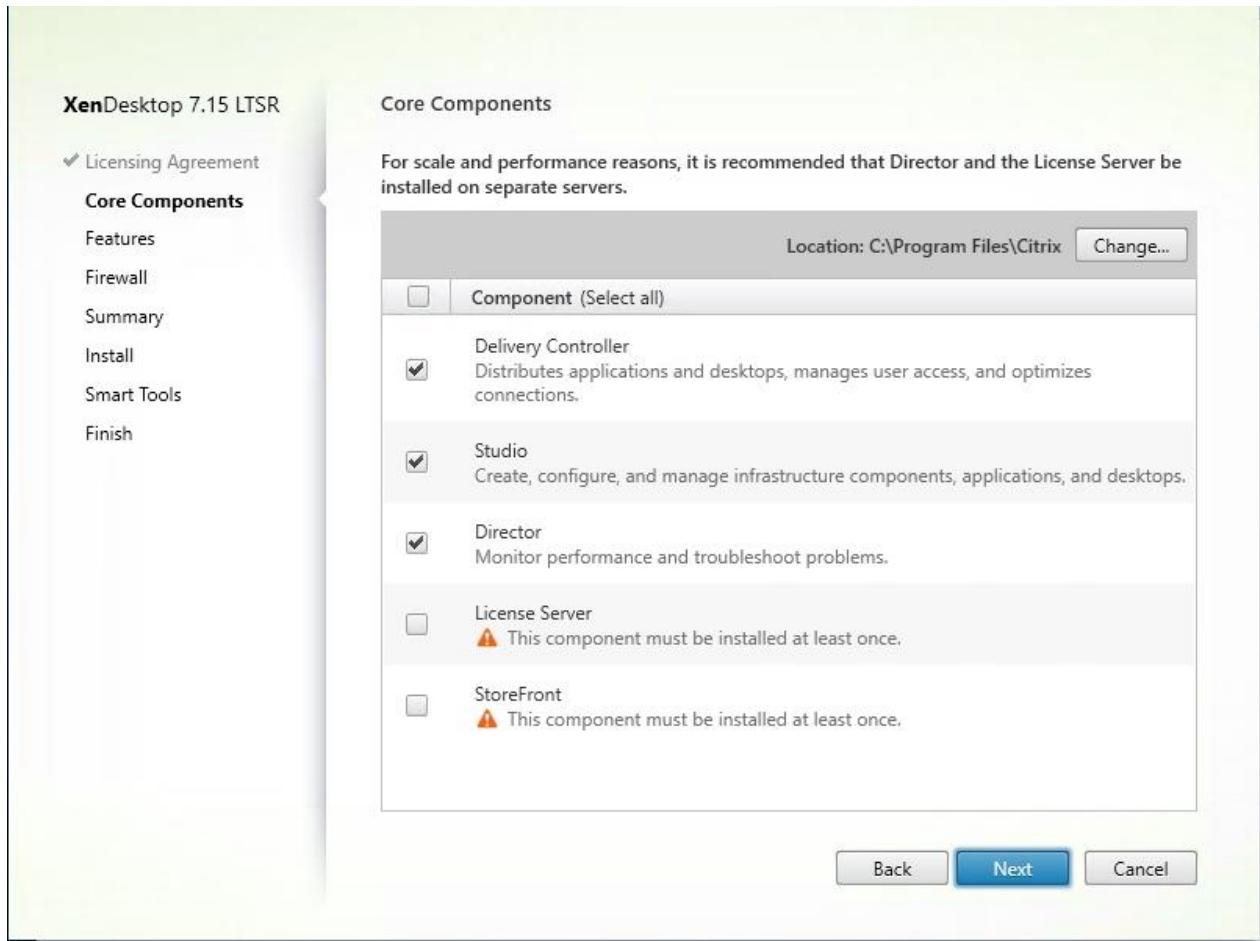 XenDesktop 7.15 LTSR
Licensing Agreement
Core Components
Features
Firewall
Summary
Install
Smart Tools
Finish
Core Components
For scale and performance reasons, it is recommended that Director and the License Server be
installed on separate servers.
Location: C:\Program Files\Citrix
Change...
Component (Select all)
Delivery Controller
Distributes applications and desktops, manages user access, and optimizes
connections.
Studio
Create, configure, and manage infrastructure components, applications, and desktops.
Director
Monitor performance and troubleshoot problems.
License Server
This component must be installed at least once.
StoreFront
This component must be installed at least once.
Back
Next
Cancel